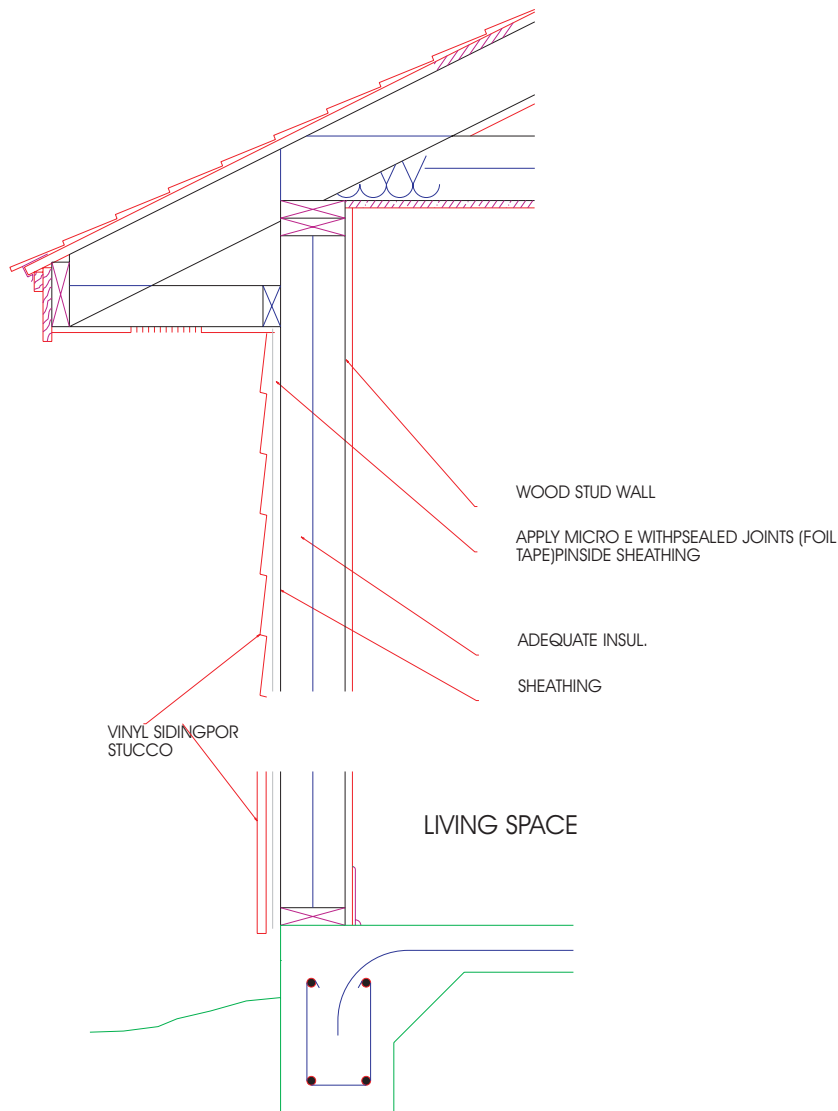 WOOD STUD WALL
APPLY MICRO E WITHPSEALED JOINTS (FOIL
TAPE)PINSIDE SHEATHING
ADEQUATE INSUL.
SHEATHING
VINYL SIDINGPOR
STUCCO
LIVING SPACE